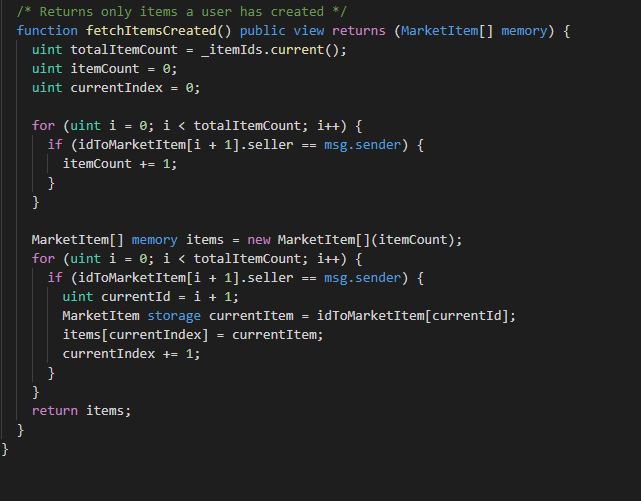 /* Returns only items a user has created */
function fetchItemsCreated() public view returns (MarketItem[] memory) {
uint totalItemCount = _itemIds.current();
uint itemCount = 0;
uint currentIndex = 0;
for (uint i = 0; i < totalItemCount; i++) {
if (idToMarketItem[i + 1].seller == msg.sender) {
itemCount += 1;
}
}
MarketItem[] memory items = new MarketItem[](itemCount);
for (uint i = 0; i < totalItemCount; i++) {
if (idToMarketItem[i + 1].seller == msg.sender) {
uint currentId = i + 1;
MarketItem storage currentItem = idToMarketItem[currentId];
items[currentIndex] = currentItem;
currentIndex += 1;
}
}
return items;
}
}